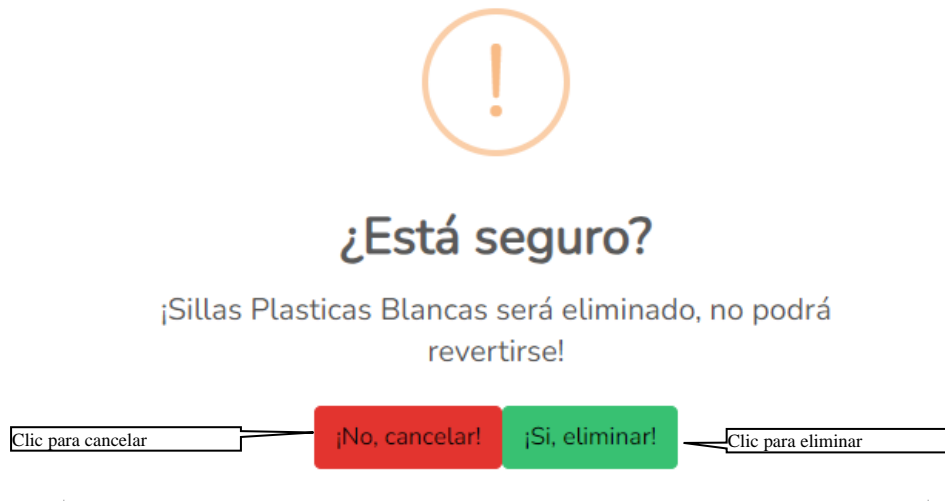 !
¿Está seguro?
¡Sillas Plasticas Blancas será eliminado, no podrá
revertirse!
Clic para cancelar
¡No, cancelar!
¡Si, eliminar!
Clic para eliminar